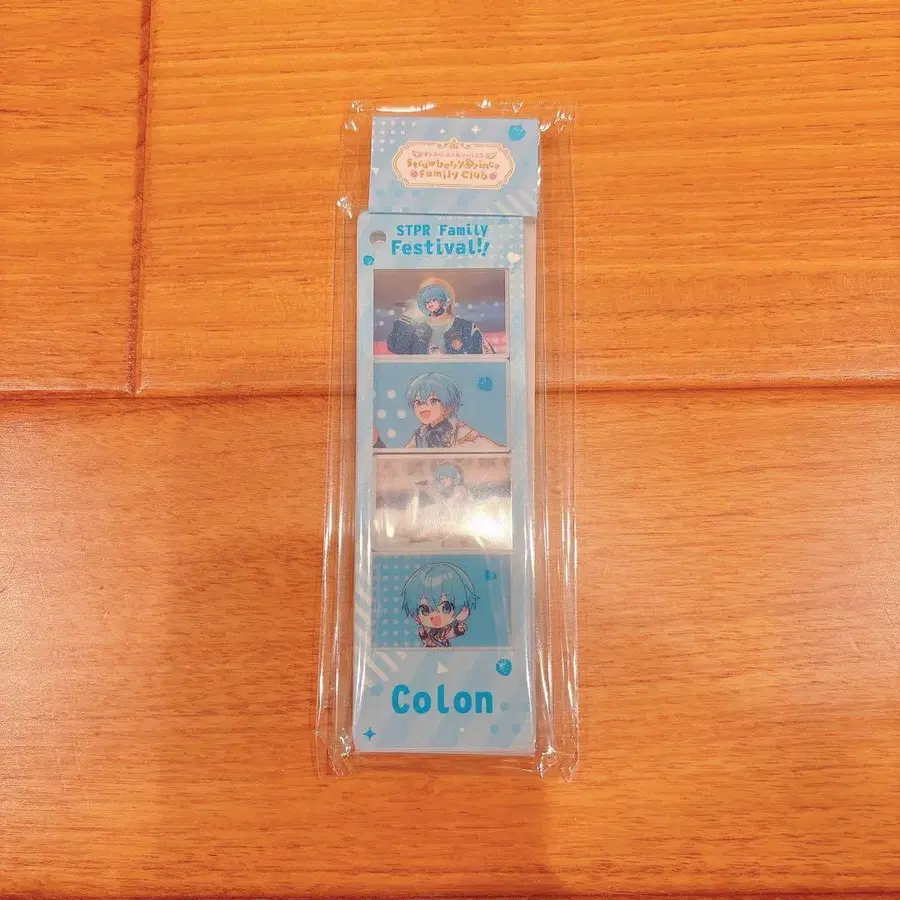 Strawberry Prince
Family Club
STPR Family
Festival!!
Colon